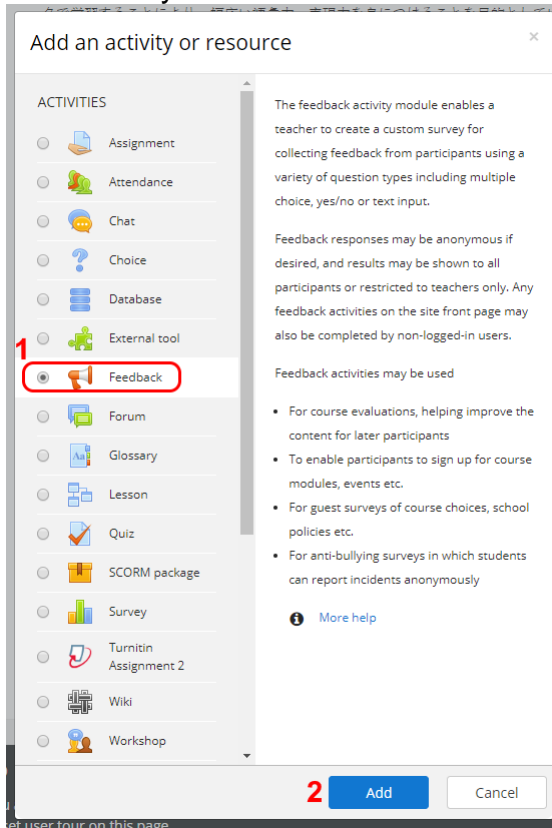 Add an activity or resource
×
ACTIVITIES
Assignment
Attendance
Chat
Choice
Database
External tool
1
Feedback
Forum
Glossary
Lesson
Quiz
SCORM package
Survey
Turnitin
Assignment 2
Wiki
Workshop
The feedback activity module enables a
teacher to create a custom survey for
collecting feedback from participants using a
variety of question types including multiple
choice, yes/no or text input.
Feedback responses may be anonymous if
desired, and results may be shown to all
participants or restricted to teachers only. Any
feedback activities on the site front page may
also be completed by non-logged-in users.
Feedback activities may be used
• For course evaluations, helping improve the
content for later participants
• To enable participants to sign up for course
modules, events etc.
• For guest surveys of course choices, school
policies etc.
• For anti-bullying surveys in which students
can report incidents anonymously
More help
2
Add
Cancel
user tour on this page